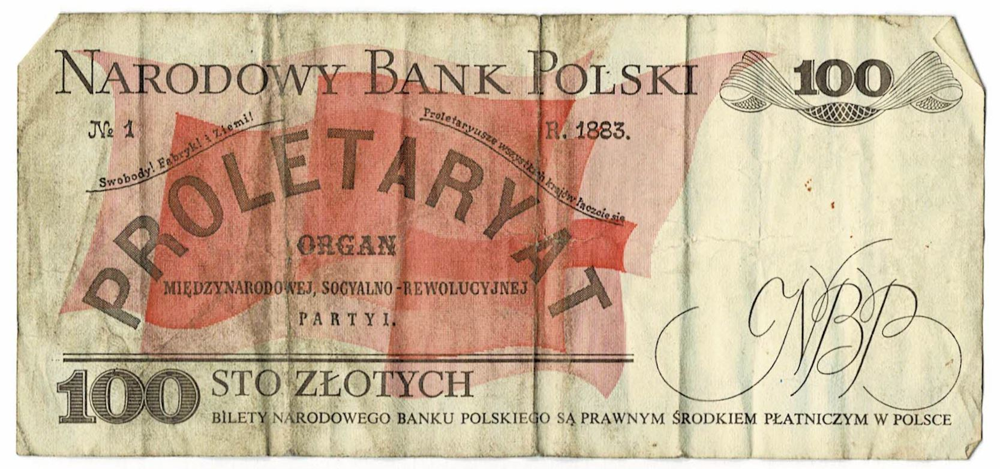 NARODOWY BANK POLSKI
100
№ 1
R. 1883.
Swobody! Fabryk! i Ziemi!
Proletaryusze wszystkich krajów łączcie się
PROLETARYAT
ORGAN
MIĘDZYNARODOWEJ, SOCYALNO-REWOLUCYJNEJ
PARTYI.
NBP
100
STO ZŁOTYCH
BILETY NARODOWEGO BANKU POLSKIEGO SĄ PRAWNYM ŚRODKIEM PŁATNICZYM W POLSCE